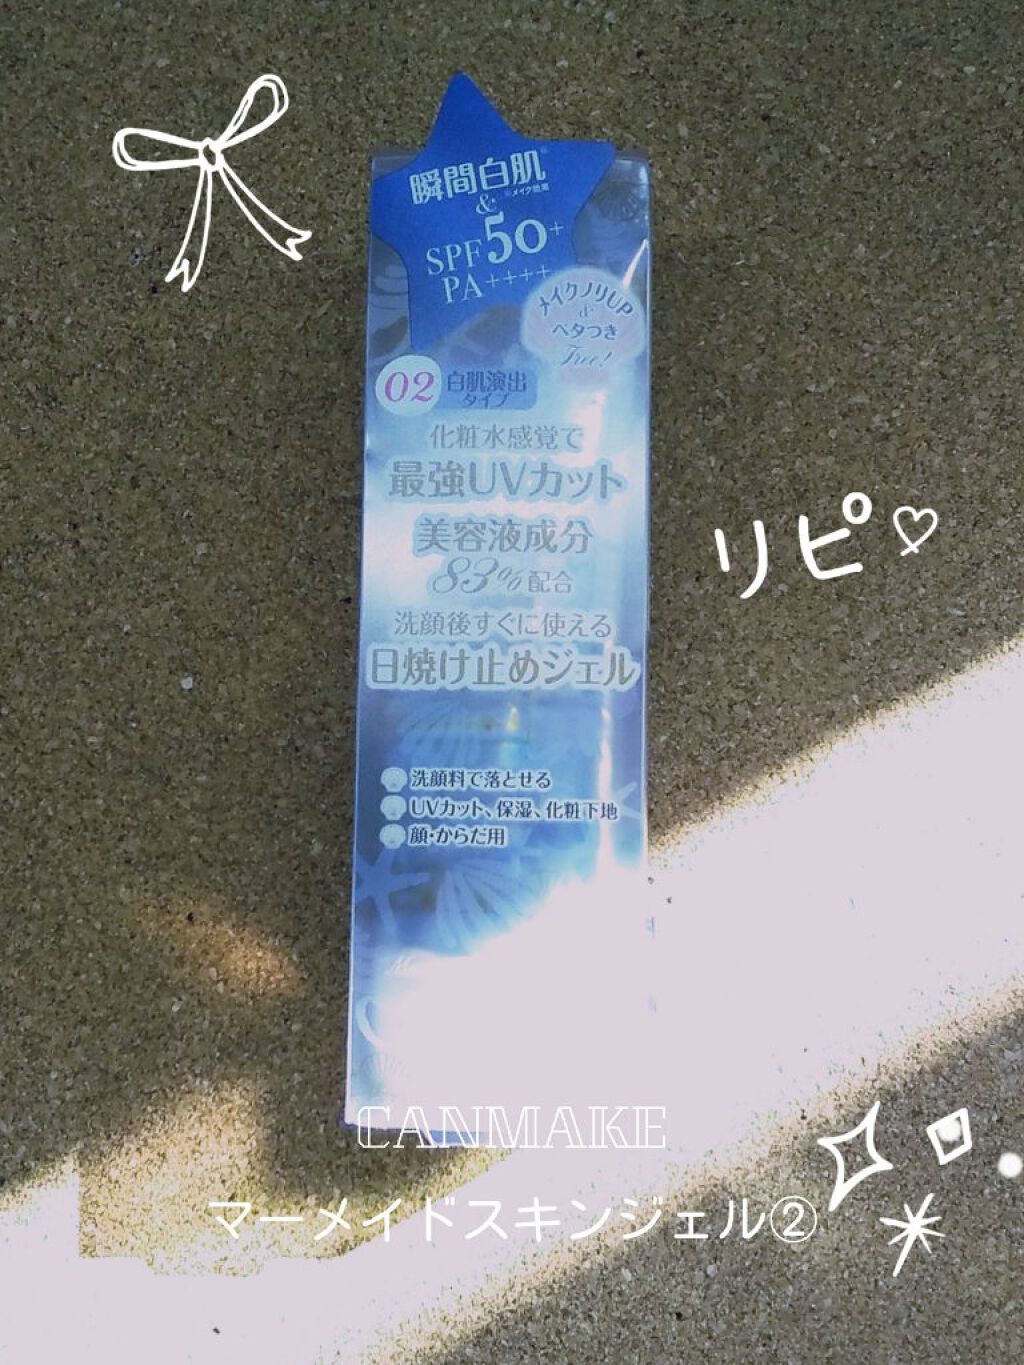 瞬間白肌※
※メイク効果
&
SPF50+
PA++++
メイクノリUP
&
ベタつき
Free!
02 白肌演出
タイプ
化粧水感覚で
最強UVカット
美容液成分
83%配合
洗顔後すぐに使える
日焼け止めジェル
リピ♡
洗顔料で落とせる
UVカット、保湿、化粧下地
顔・からだ用
CANMAKE
マーメイドスキンジェル②